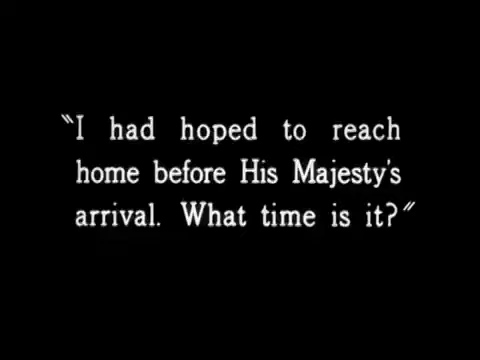 "I had hoped to reach
home before His Majesty's
arrival. What time is it?"